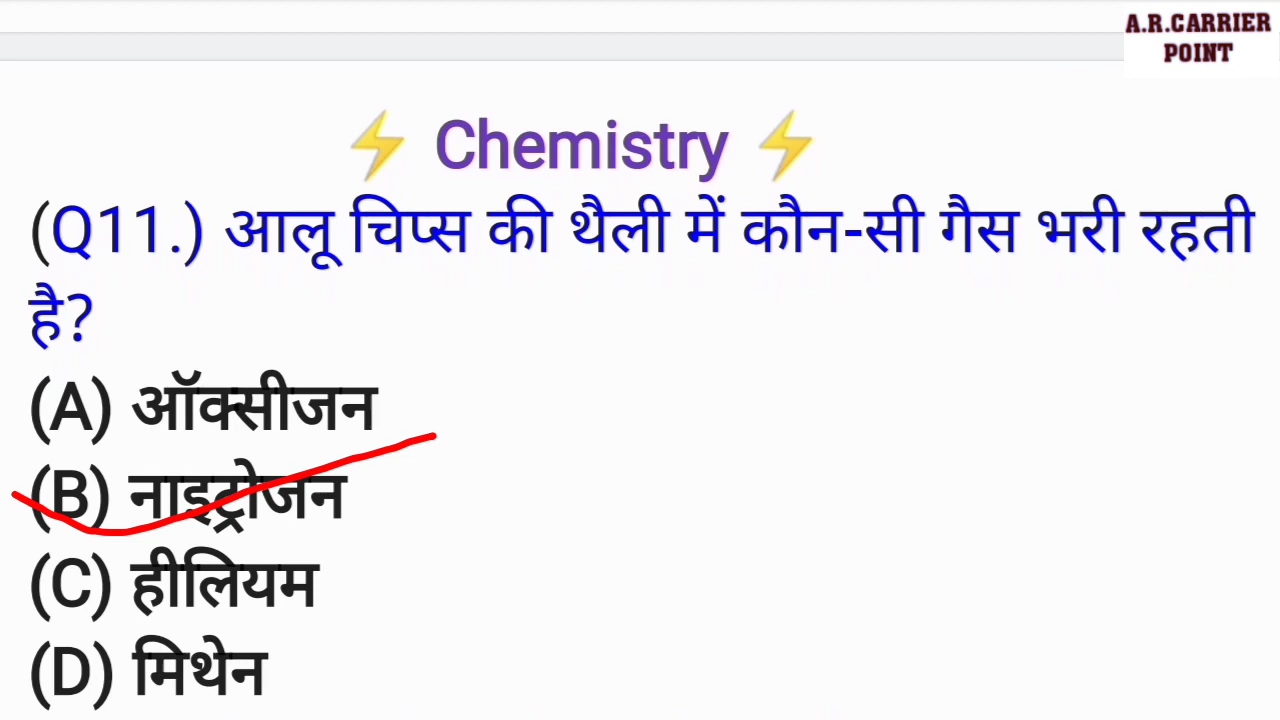 A.R.CARRIER
POINT
⚡ Chemistry ⚡
(Q11.) आलू चिप्स की थैली में कौन-सी गैस भरी रहती
है?
(A) ऑक्सीजन
(B) नाइट्रोजन
(C) हीलियम
(D) मिथेन